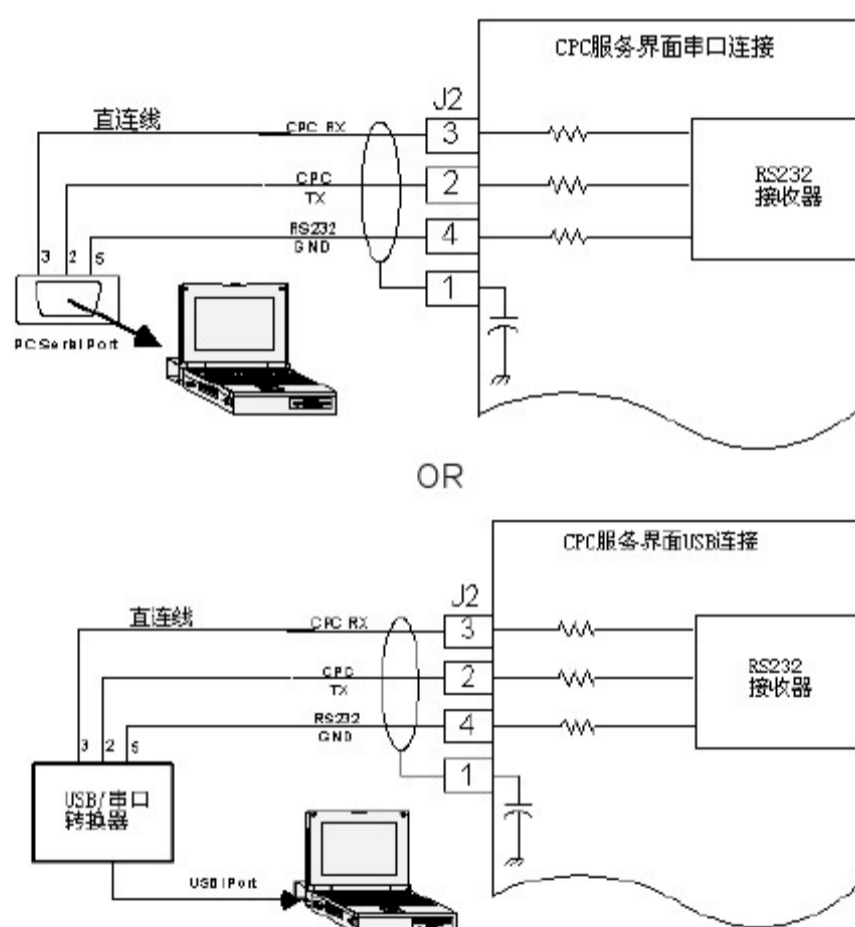 CPC服务界面串口连接
J2
直连线
CPC RX
3
CPC
TX
2
RS232
接收器
RS232
GND
4
3 2 5
1
PC Serial Port
OR
CPC服务界面USB连接
J2
直连线
CPC RX
3
CPC
TX
2
RS232
接收器
RS232
GND
4
3 2 5
1
USB/串口
转换器
USB Port